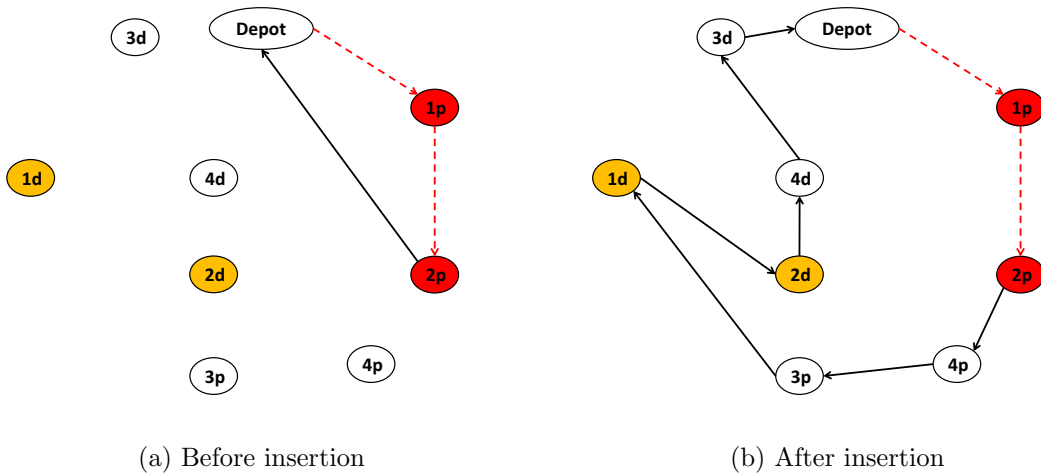 Depot
3d
1p
1d
4d
2d
2p
3p
4p
(a) Before insertion
Depot
3d
1p
1d
4d
2d
2p
3p
4p
(b) After insertion